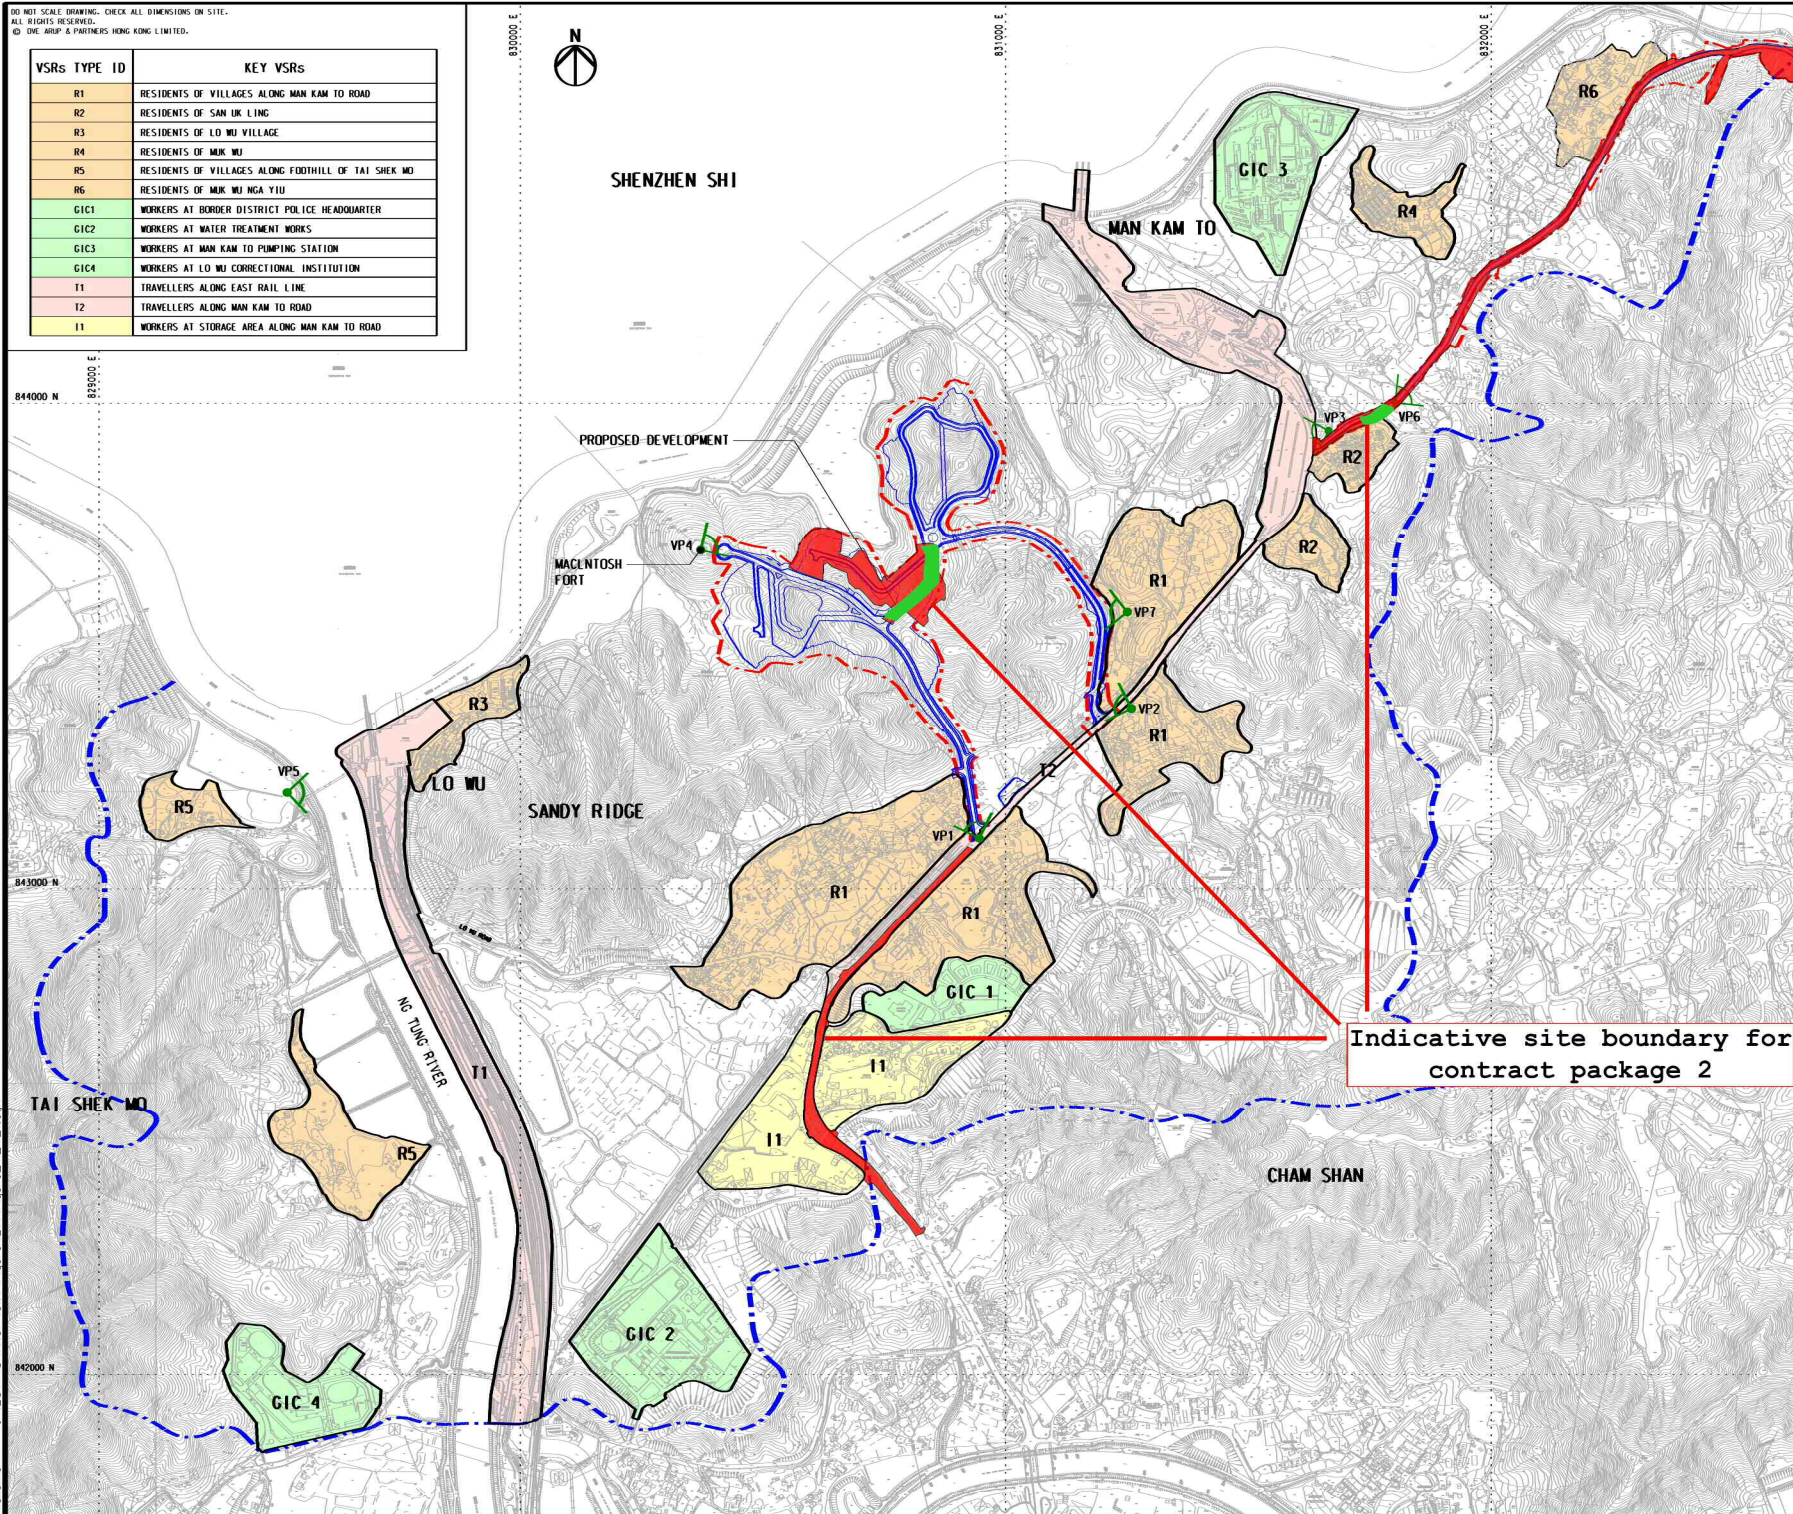 DO NOT SCALE DRAWING. CHECK ALL DIMENSIONS ON SITE.
ALL RIGHTS RESERVED.
© OVE ARUP & PARTNERS HONG KONG LIMITED.
VSRs TYPE ID KEY VSRs
R1 RESIDENTS OF VILLAGES ALONG MAN KAM TO ROAD
R2 RESIDENTS OF SAN UK LING
R3 RESIDENTS OF LO WU VILLAGE
R4 RESIDENTS OF MUK WU
R5 RESIDENTS OF VILLAGES ALONG FOOTHILL OF TAI SHEK MO
R6 RESIDENTS OF MUK WU NGA YIU
GIC1 WORKERS AT BORDER DISTRICT POLICE HEADQUARTER
GIC2 WORKERS AT WATER TREATMENT WORKS
GIC3 WORKERS AT MAN KAM TO PUMPING STATION
GIC4 WORKERS AT LO WU CORRECTIONAL INSTITUTION
T1 TRAVELLERS ALONG EAST RAIL LINE
T2 TRAVELLERS ALONG MAN KAM TO ROAD
I1 WORKERS AT STORAGE AREA ALONG MAN KAM TO ROAD
N
830000 E
831000 E
832000 E
829000 E
R6
GIC 3
SHENZHEN SHI
R4
MAN KAM TO
844000 N
VP3
VP6
PROPOSED DEVELOPMENT
R2
VP4
R2
MACLNTOSH
FORT
R1
VP7
R3
VP2
R1
VP5
T2
LO WU
R5
SANDY RIDGE
VP1
843000 N
R1
R1
LO WU ROAD
GIC 1
NG TUNG RIVER
Indicative site boundary for
contract package 2
T1
I1
TAI SHEK MO
I1
R5
CHAM SHAN
GIC 2
842000 N
GIC 4